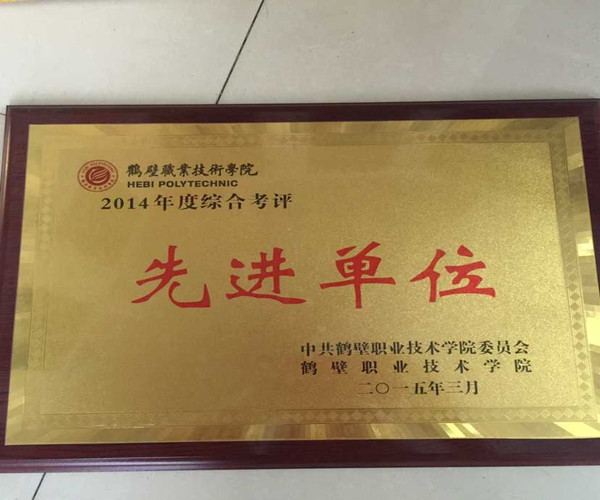 鹤壁職業技術學院
HEBI POLYTECHNIC
2014年度综合考评
先进单位
中共鹤壁职业技术学院委员会
鹤壁职业技术学院
二〇一五年三月